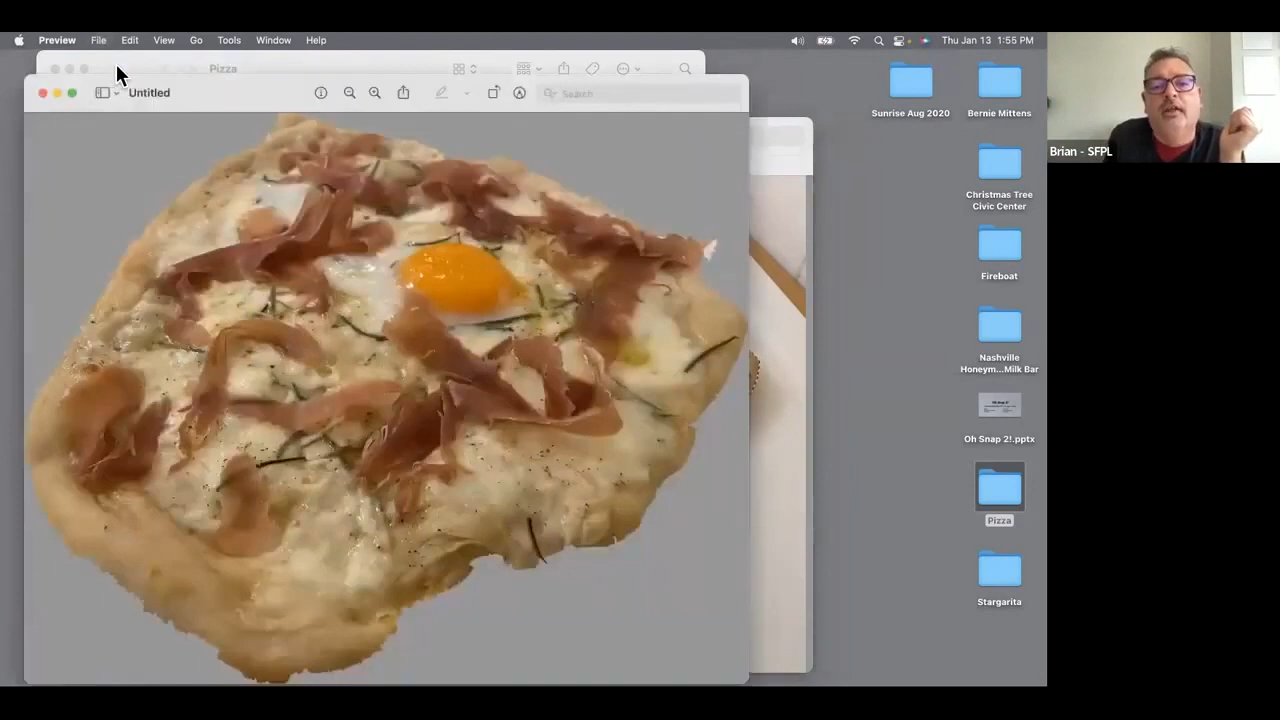 Preview File Edit View Go Tools Window Help Thu Jan 13 1:55 PM
Pizza
Untitled
Search
Sunrise Aug 2020
Bernie Mittens
Christmas Tree
Civic Center
Fireboat
Nashville
Honeym...Milk Bar
Oh Snap 2!.pptx
Pizza
Stargarita
Brian - SFPL